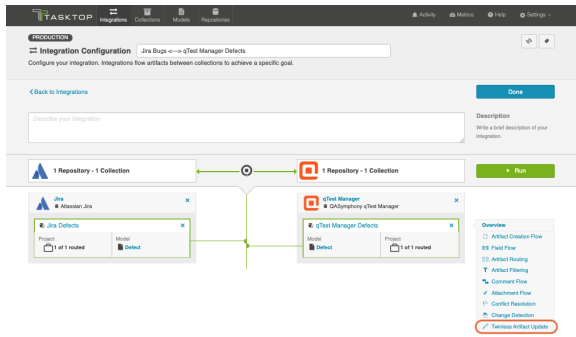 TASKTOP
Integrations
Collections
Models
Repositories
Activity
Metrics
Help
Settings
PRODUCTION
Integration Configuration
Jira Bugs <--> qTest Manager Defects
Configure your integration. Integrations flow artifacts between collections to achieve a specific goal.
Back to Integrations
Done
Describe your integration
Description
Write a brief description of your
integration.
1 Repository - 1 Collection
1 Repository - 1 Collection
Run
Jira
Atlassian Jira
qTest Manager
QASymphony qTest Manager
Jira Defects
qTest Manager Defects
Project
Model
Model
Project
1 of 1 routed
Defect
Defect
1 of 1 routed
Overview
Artifact Creation Flow
Field Flow
Artifact Routing
Artifact Filtering
Comment Flow
Attachment Flow
Conflict Resolution
Change Detection
Twinless Artifact Update